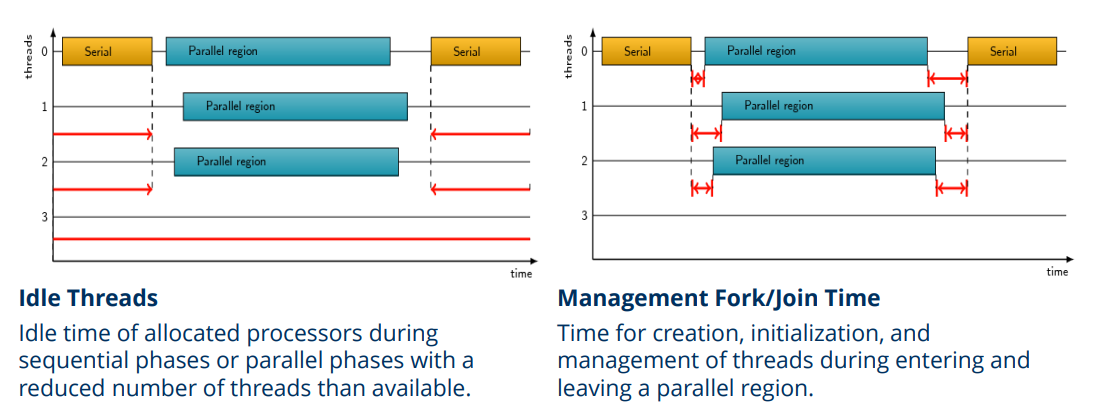 threads
0
Serial
Parallel region
Serial
1
Parallel region
2
Parallel region
3
time
Idle Threads
Idle time of allocated processors during
sequential phases or parallel phases with a
reduced number of threads than available.
threads
0
Serial
Parallel region
Serial
1
Parallel region
2
Parallel region
3
time
Management Fork/Join Time
Time for creation, initialization, and
management of threads during entering and
leaving a parallel region.